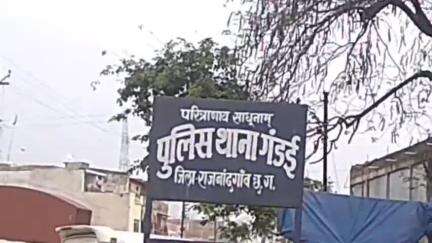 परित्राणाय साधुनाम्
पुलिस थाना गंडई
जिला-राजनाँदगाँव छ.ग.